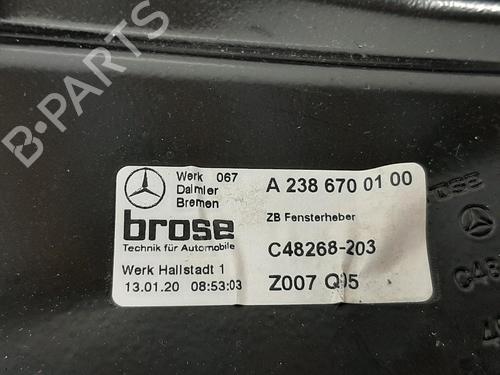 Werk 067
Daimler
Bremen
A 238 670 01 00
brose
Technik für Automobile
ZB Fensterheber
C48268-203
Werk Hallstadt 1
13.01.20 08:53:03
Z007 Q05
B-PARTS